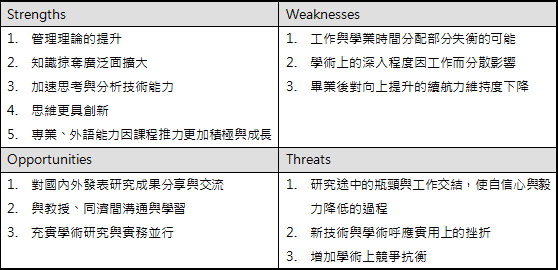 Strengths
1. 管理理論的提升
2. 知識掠奪廣泛面擴大
3. 加速思考與分析技術能力
4. 思維更具創新
5. 專業、外語能力因課程推力更加積極與成長
Weaknesses
1. 工作與學業時間分配部分失衡的可能
2. 學術上的深入程度因工作而分散影響
3. 畢業後對向上提升的續航力維持度下降
Opportunities
1. 對國內外發表研究成果分享與交流
2. 與教授、同濟間溝通與學習
3. 充實學術研究與實務並行
Threats
1. 研究途中的瓶頸與工作交結，使自信心與毅
力降低的過程
2. 新技術與學術呼應實用上的挫折
3. 增加學術上競爭抗衡